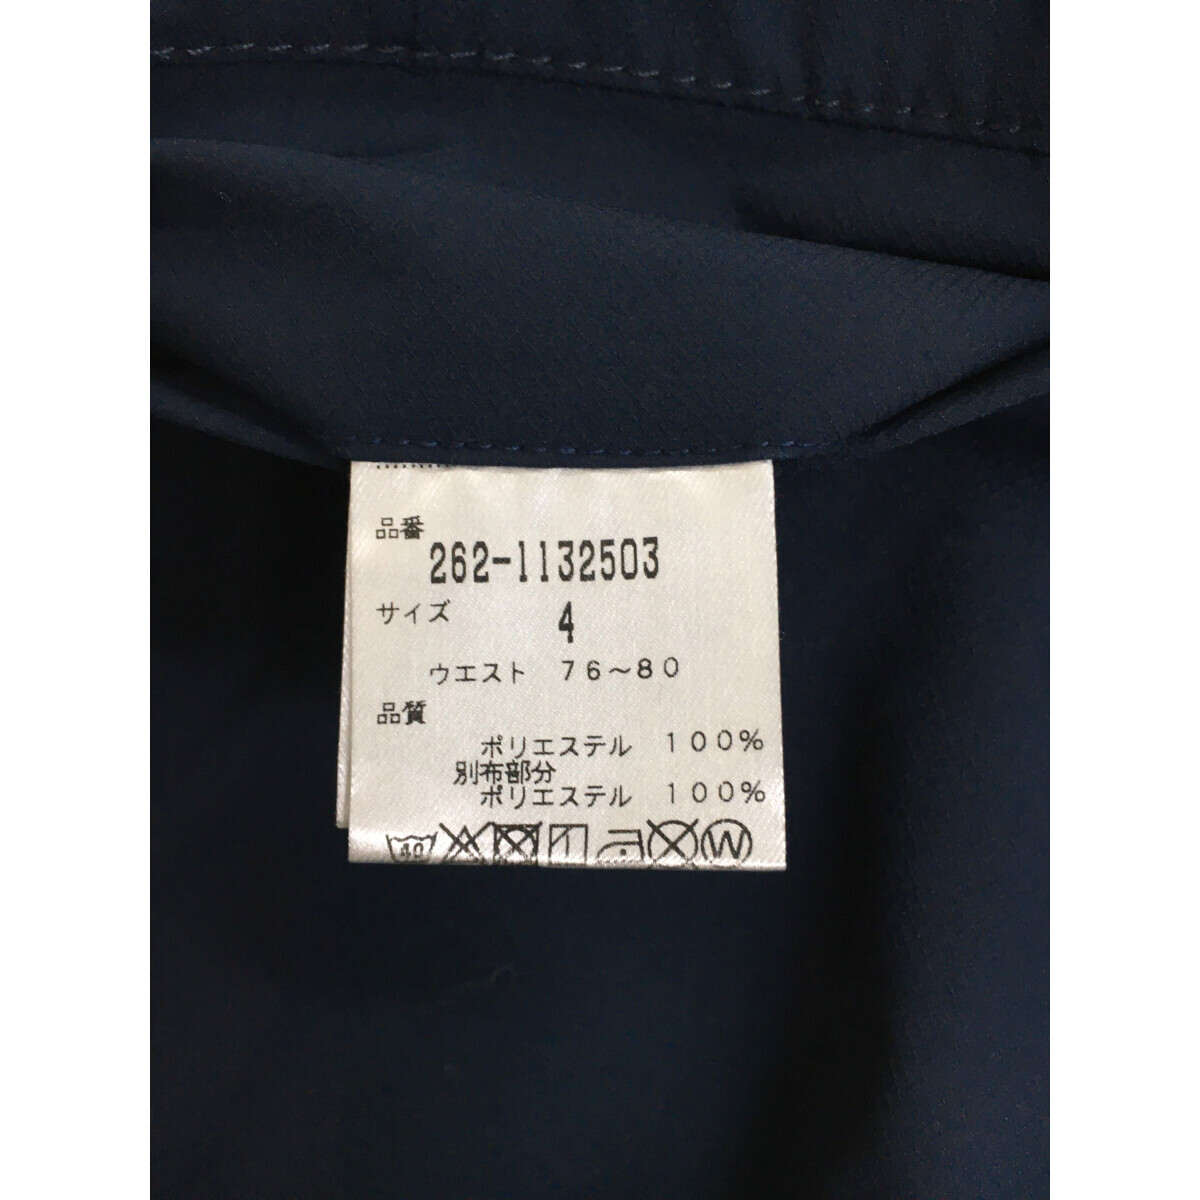 品番
262-1132503
サイズ 4
ウエスト 76～80
品質
ポリエステル 100%
別布部分
ポリエステル 100%
40 W